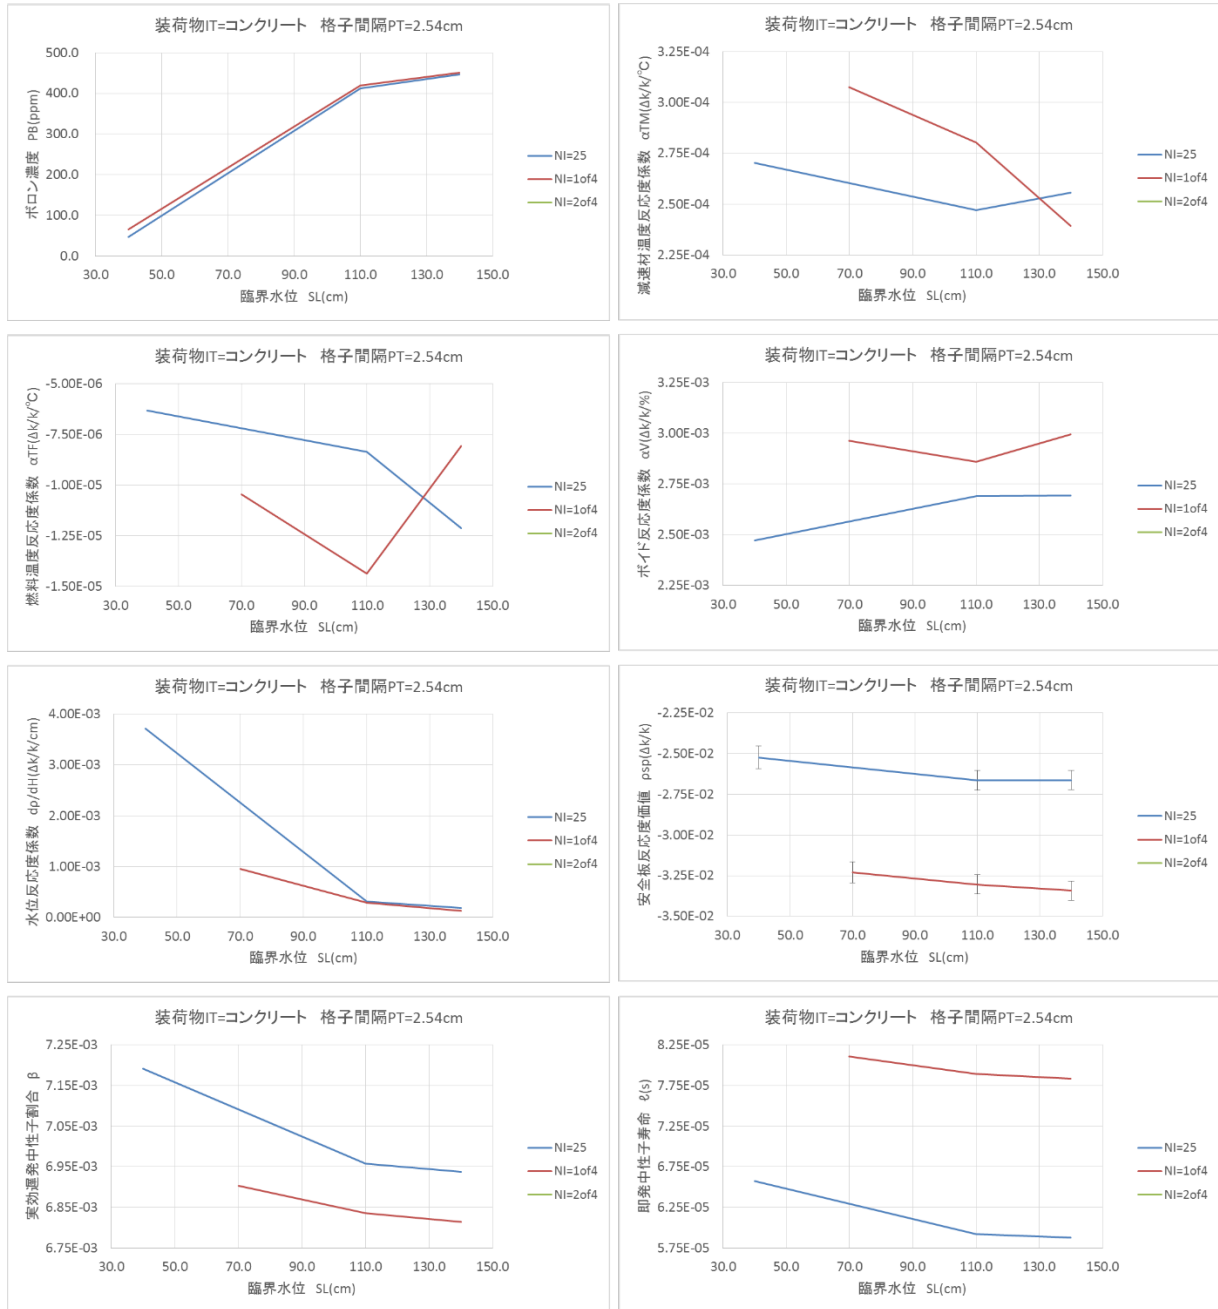 装荷物IT=コンクリート 格子間隔PT=2.54cm
ボロン濃度 PB(ppm)
500.0
400.0
300.0
200.0
100.0
0.0
30.0 50.0 70.0 90.0 110.0 130.0 150.0
臨界水位 SL(cm)
NI=25
NI=1of4
NI=2of4
装荷物IT=コンクリート 格子間隔PT=2.54cm
減速材温度反応度係数 αTM(Δk/k/℃)
3.25E-04
3.00E-04
2.75E-04
2.50E-04
2.25E-04
30.0 50.0 70.0 90.0 110.0 130.0 150.0
臨界水位 SL(cm)
NI=25
NI=1of4
NI=2of4
装荷物IT=コンクリート 格子間隔PT=2.54cm
燃料温度反応度係数 αTF(Δk/k/℃)
-5.00E-06
-7.50E-06
-1.00E-05
-1.25E-05
-1.50E-05
30.0 50.0 70.0 90.0 110.0 130.0 150.0
臨界水位 SL(cm)
NI=25
NI=1of4
NI=2of4
装荷物IT=コンクリート 格子間隔PT=2.54cm
ボイド反応度係数 αV(Δk/k/%)
3.25E-03
3.00E-03
2.75E-03
2.50E-03
2.25E-03
30.0 50.0 70.0 90.0 110.0 130.0 150.0
臨界水位 SL(cm)
NI=25
NI=1of4
NI=2of4
装荷物IT=コンクリート 格子間隔PT=2.54cm
水位反応度係数 dρ/dH(Δk/k/cm)
4.00E-03
3.00E-03
2.00E-03
1.00E-03
0.00E+00
30.0 50.0 70.0 90.0 110.0 130.0 150.0
臨界水位 SL(cm)
NI=25
NI=1of4
NI=2of4
装荷物IT=コンクリート 格子間隔PT=2.54cm
安全板反応度価値 ρsp(Δk/k)
-2.25E-02
-2.50E-02
-2.75E-02
-3.00E-02
-3.25E-02
-3.50E-02
30.0 50.0 70.0 90.0 110.0 130.0 150.0
臨界水位 SL(cm)
NI=25
NI=1of4
NI=2of4
装荷物IT=コンクリート 格子間隔PT=2.54cm
実効遅発中性子割合 β
7.25E-03
7.15E-03
7.05E-03
6.95E-03
6.85E-03
6.75E-03
30.0 50.0 70.0 90.0 110.0 130.0 150.0
臨界水位 SL(cm)
NI=25
NI=1of4
NI=2of4
装荷物IT=コンクリート 格子間隔PT=2.54cm
即発中性子寿命 ℓ(s)
8.25E-05
7.75E-05
7.25E-05
6.75E-05
6.25E-05
5.75E-05
30.0 50.0 70.0 90.0 110.0 130.0 150.0
臨界水位 SL(cm)
NI=25
NI=1of4
NI=2of4